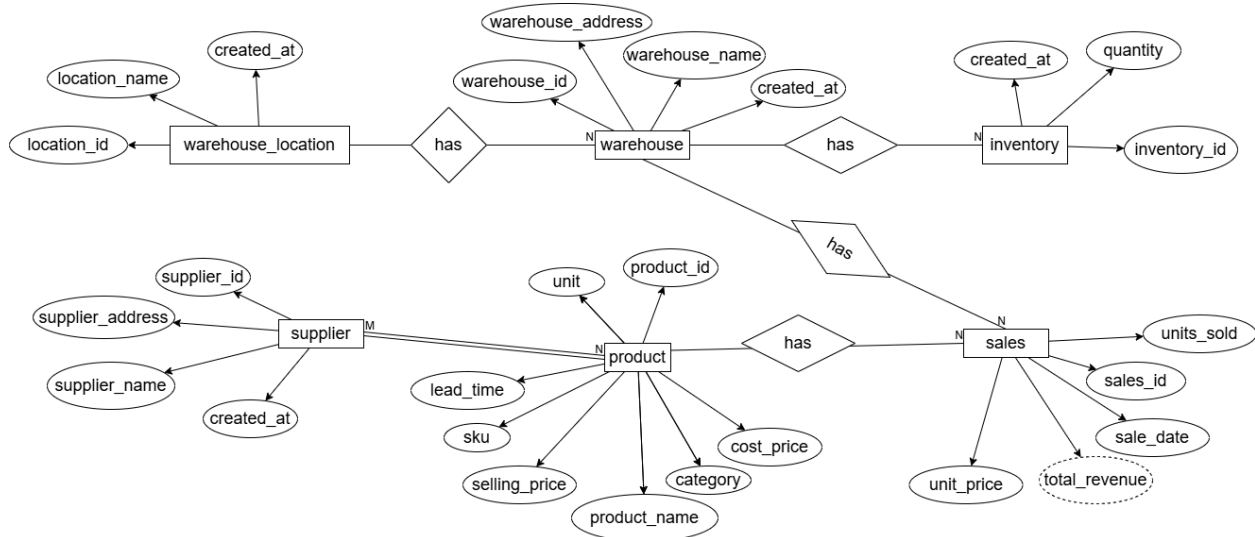 warehouse_address
created_at
warehouse_name
quantity
created_at
location_name
warehouse_id
created_at
location_id
warehouse_location
has
N
warehouse
has
N
inventory
inventory_id
has
supplier_id
unit
product_id
supplier_address
supplier
M
N
product
has
N
N
sales
units_sold
supplier_name
lead_time
sales_id
created_at
sku
cost_price
sale_date
selling_price
category
unit_price
total_revenue
product_name